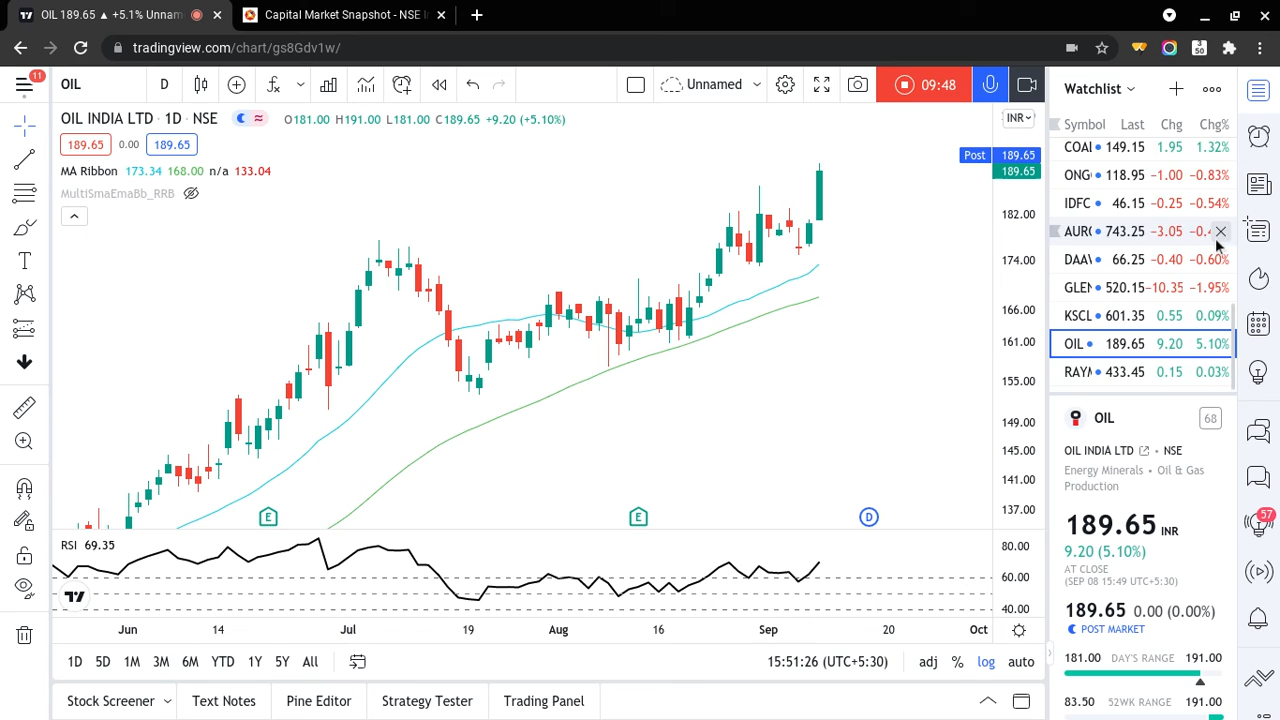 OIL 189.65 ▲ +5.1% Unnam
Capital Market Snapshot - NSE I
tradingview.com/chart/gs8Gdv1w/
3
50
11
OIL
D
Unnamed
09:48
OIL INDIA LTD · 1D · NSE
O181.00 H191.00 L181.00 C189.65 +9.20 (+5.10%)
INR
189.65 0.00 189.65
MA Ribbon 173.34 168.00 n/a 133.04
MultiSmaEmaBb_RRB
Post 189.65
189.65
182.00
174.00
166.00
161.00
155.00
149.00
145.00
141.00
137.00
E
E
D
RSI 69.35
80.00
60.00
40.00
Jun 14 Jul 19 Aug 16 Sep 20 Oct
1D 5D 1M 3M 6M YTD 1Y 5Y All
15:51:26 (UTC+5:30) adj % log auto
Stock Screener Text Notes Pine Editor Strategy Tester Trading Panel
Watchlist
Symbol Last Chg Chg%
COAI 149.15 1.95 1.32%
ONG 118.95 −1.00 −0.83%
IDFC 46.15 −0.25 −0.54%
AURO 743.25 −3.05 −0.4
DAAV 66.25 −0.40 −0.60%
GLEN 520.15 −10.35 −1.95%
KSCL 601.35 0.55 0.09%
OIL 189.65 9.20 5.10%
RAYM 433.45 0.15 0.03%
OIL
68
OIL INDIA LTD • NSE
Energy Minerals • Oil & Gas
Production
189.65 INR
9.20 (5.10%)
AT CLOSE
(SEP 08 15:49 UTC+5:30)
189.65 0.00 (0.00%)
POST MARKET
181.00 DAY'S RANGE 191.00
83.50 52WK RANGE 191.00
57